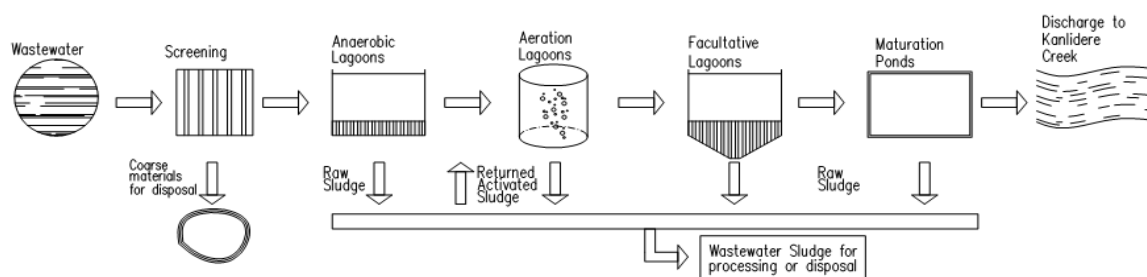 Wastewater
Screening
Anaerobic
Lagoons
Aeration
Lagoons
Facultative
Lagoons
Maturation
Ponds
Discharge to
Kanlidere
Creek
Coarse
materials
for disposal
Raw
Sludge
Returned
Activated
Sludge
Raw
Sludge
Wastewater Sludge for
processing or disposal